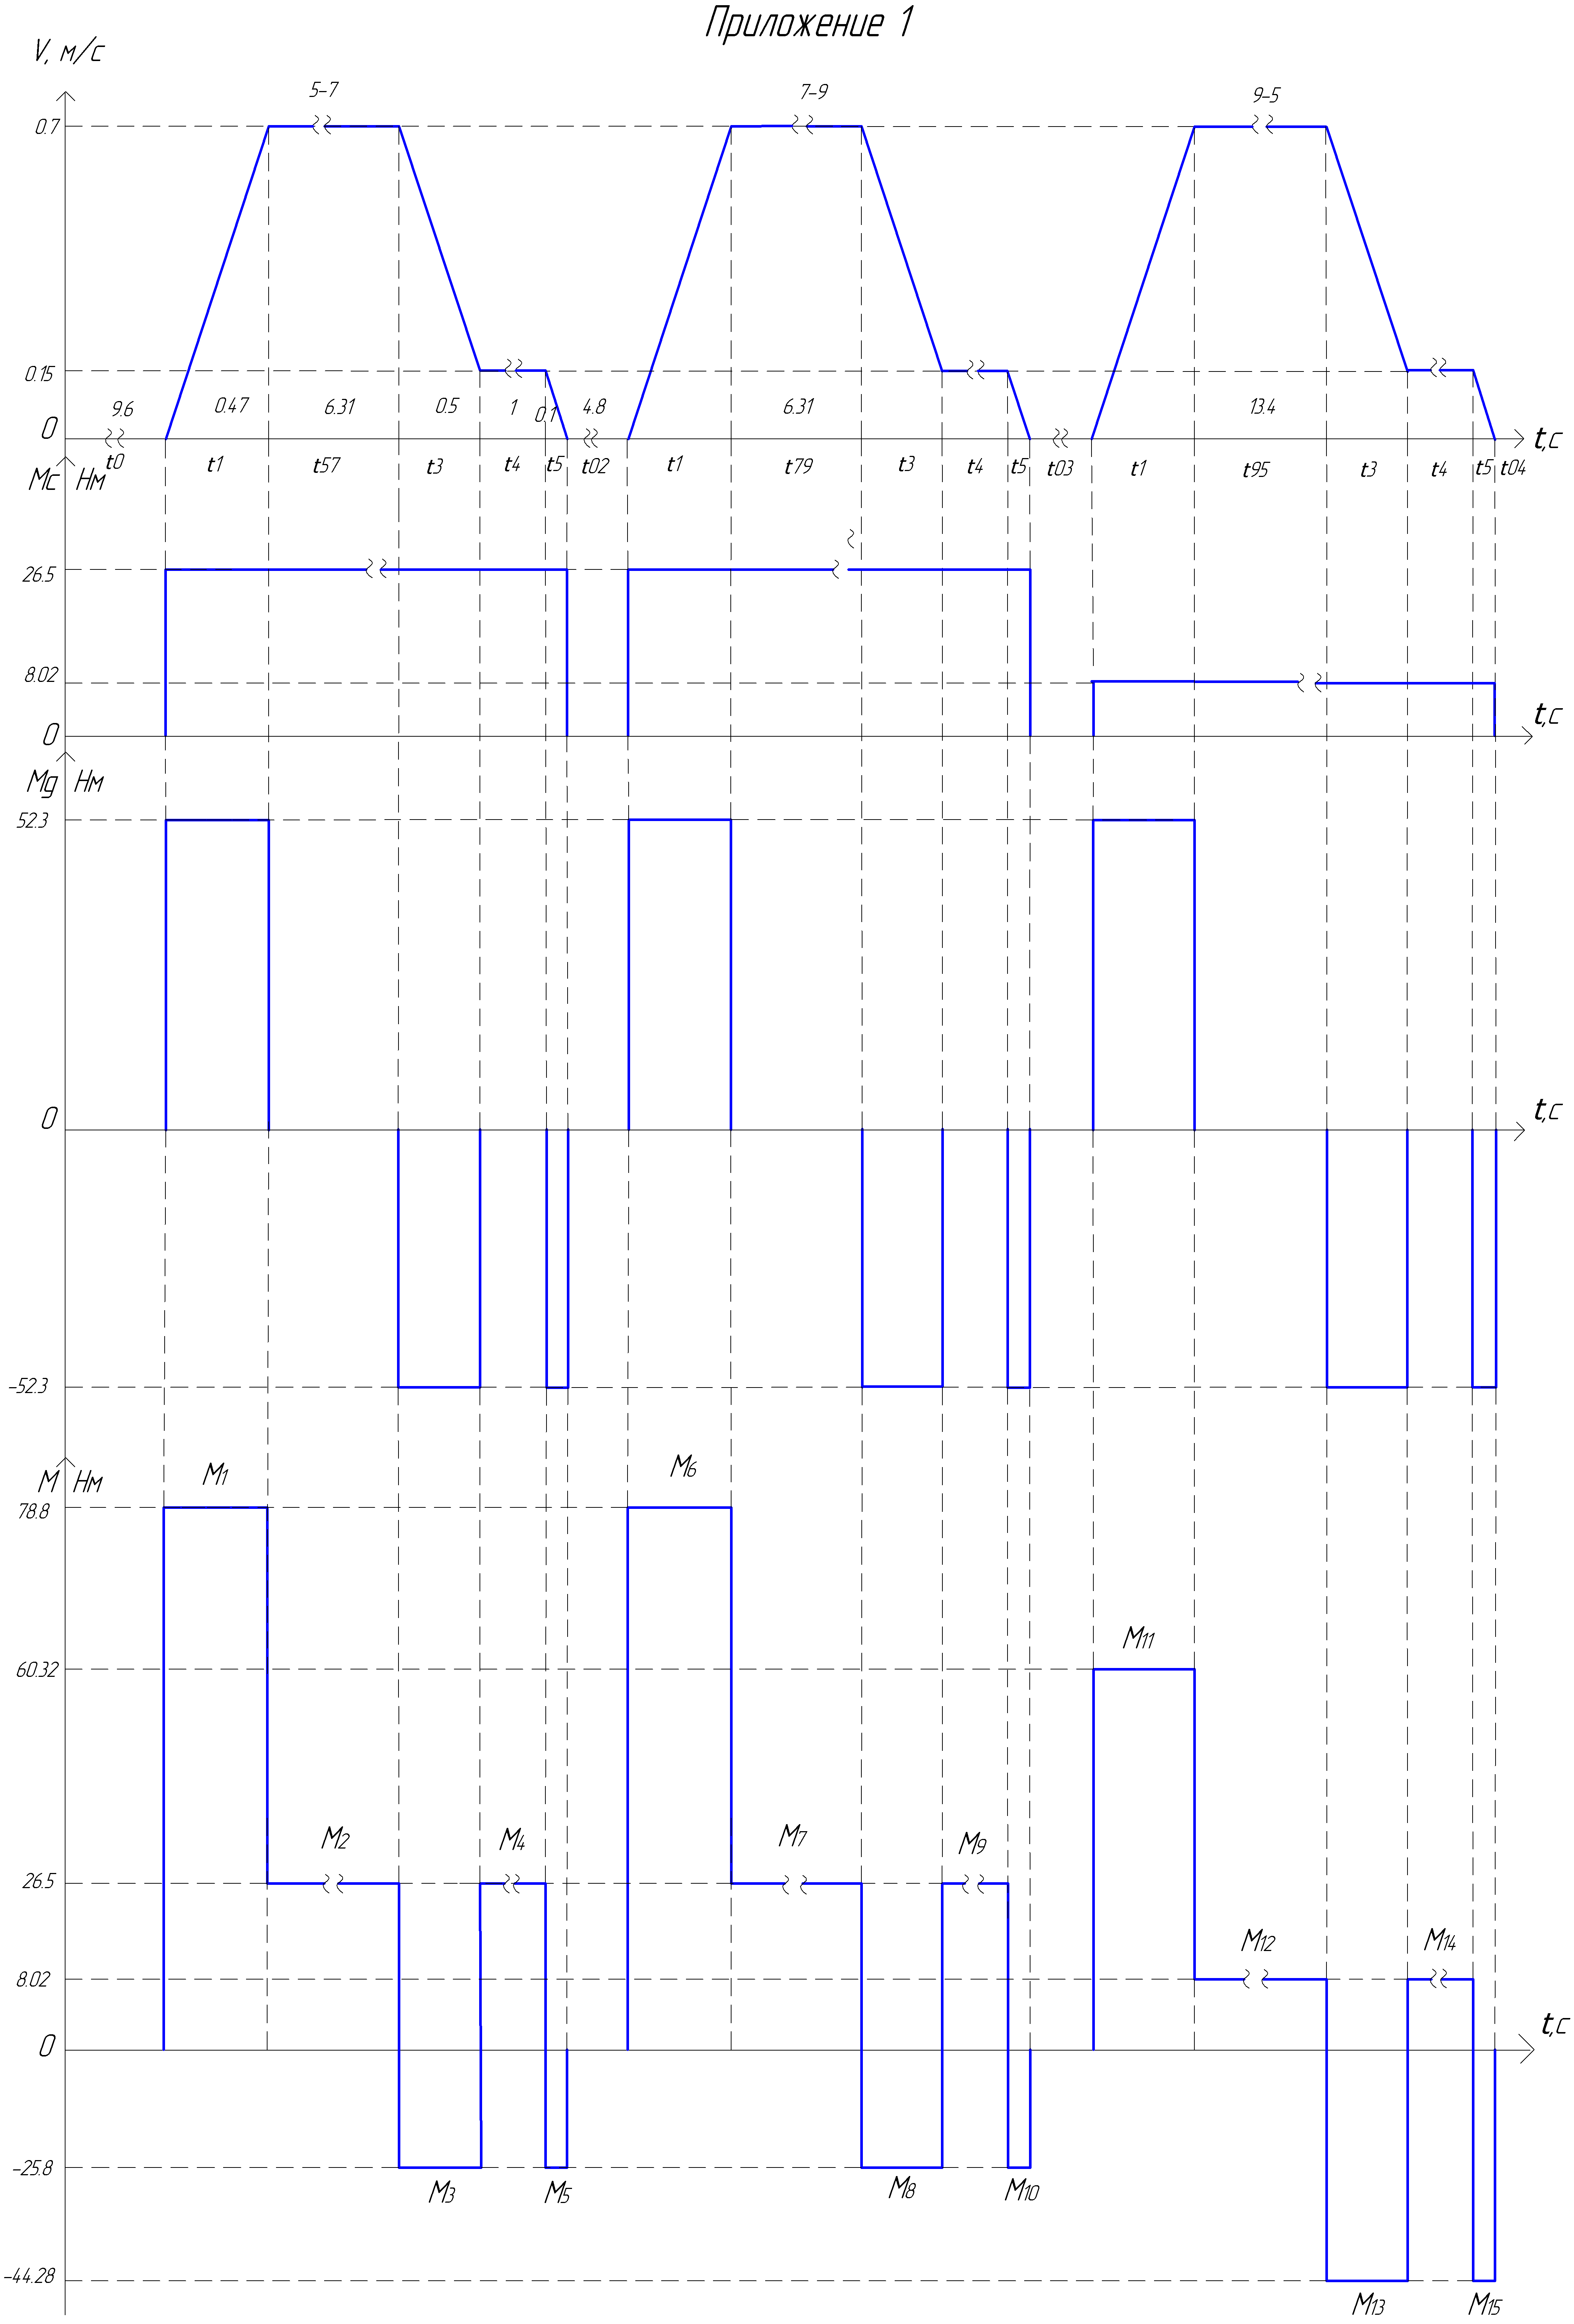 Приложение 1
V, м/с
5-7
7-9
9-5
0.7
0.15
9.6
0.47
6.31
0.5
1
0.1
4.8
6.31
13.4
0
t,с
t0
t1
t57
t3
t4
t5
t02
t1
t79
t3
t4
t5
t03
t1
t95
t3
t4
t5
t04
Mc Нм
26.5
8.02
0
t,с
Mg Нм
52.3
0
t,с
-52.3
M Нм
M1
M6
78.8
M11
60.32
M2
M4
M7
M9
26.5
M12
M14
8.02
0
t,с
-25.8
M3
M5
M8
M10
-44.28
M13
M15